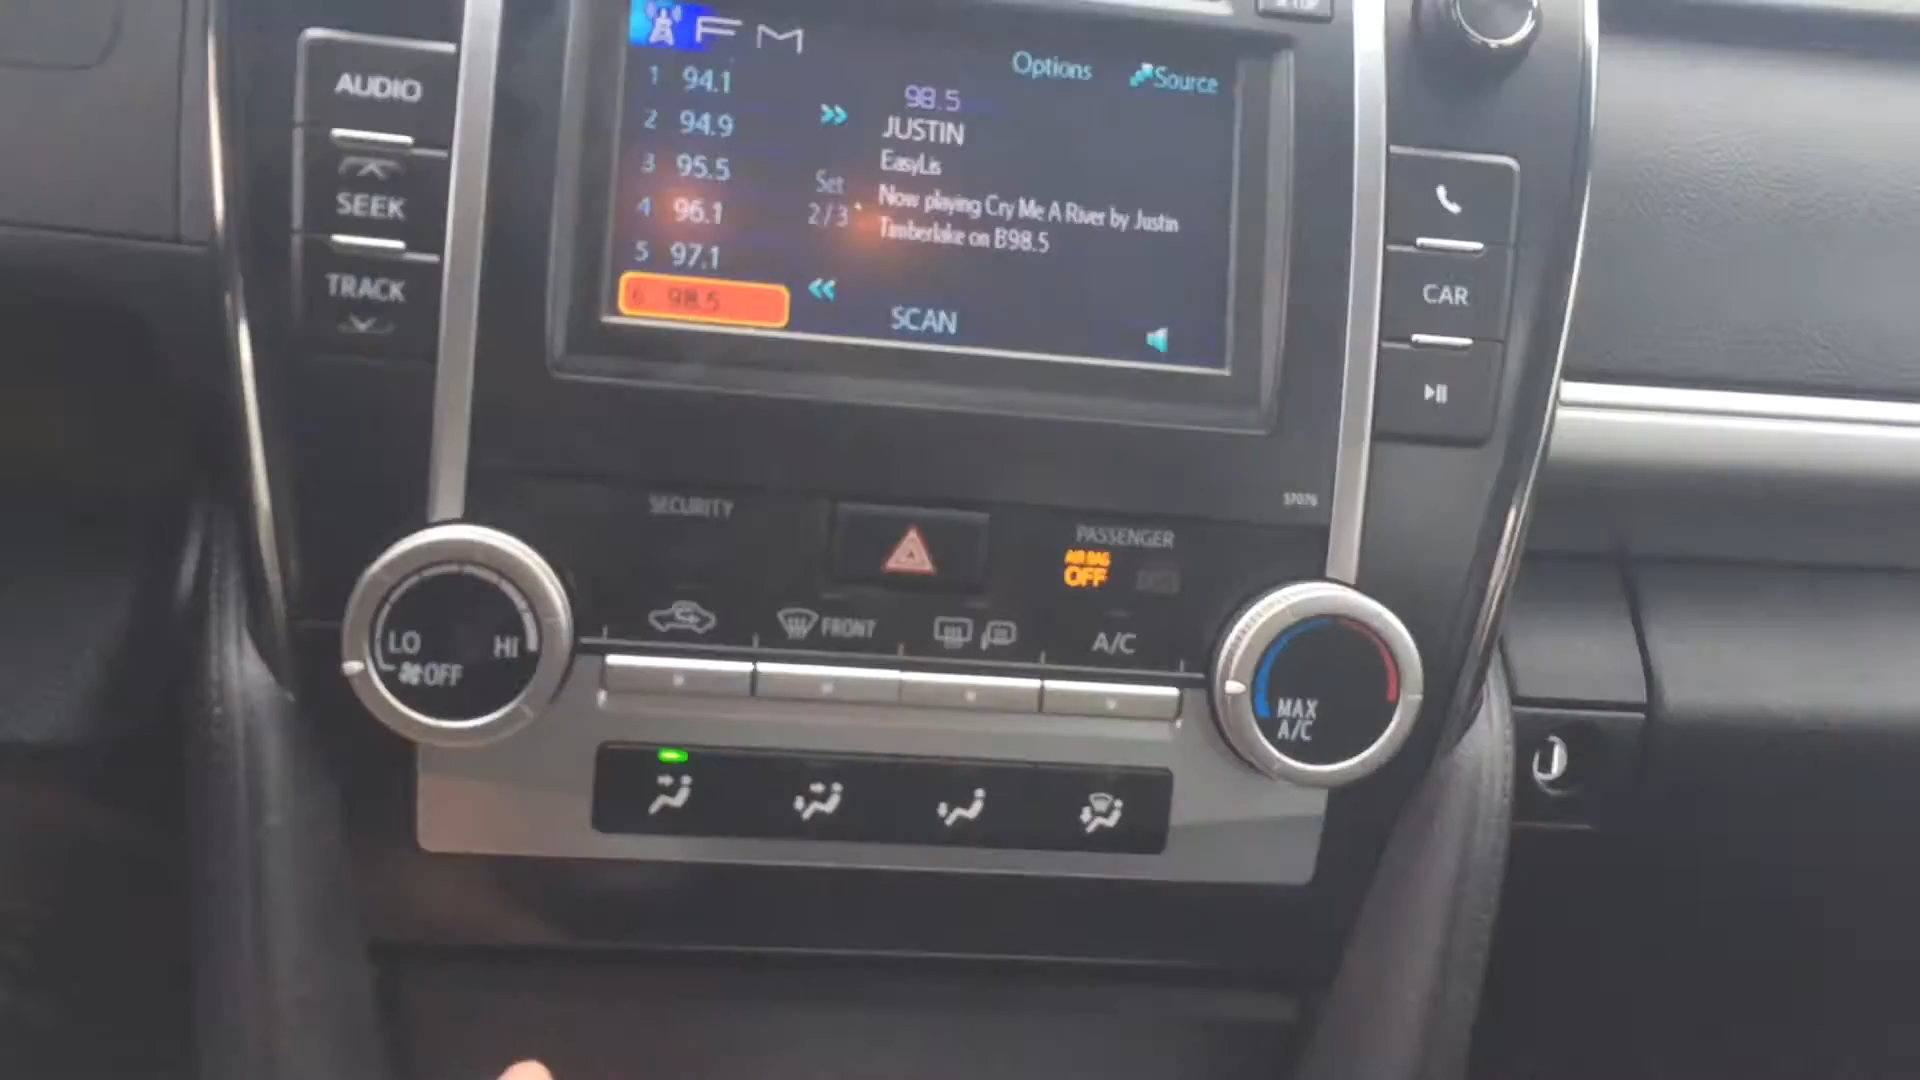 FM
Options
Source
1 94.1
2 94.9
3 95.5
4 96.1
5 97.1
6 98.5
Set
2/3
98.5
JUSTIN
EasyLis
Now playing Cry Me A River by Justin
Timberlake on B98.5
SCAN
AUDIO
SEEK
TRACK
CAR
57076
SECURITY
PASSENGER
AIR BAG
OFF
LO
HI
OFF
FRONT
A/C
MAX
A/C